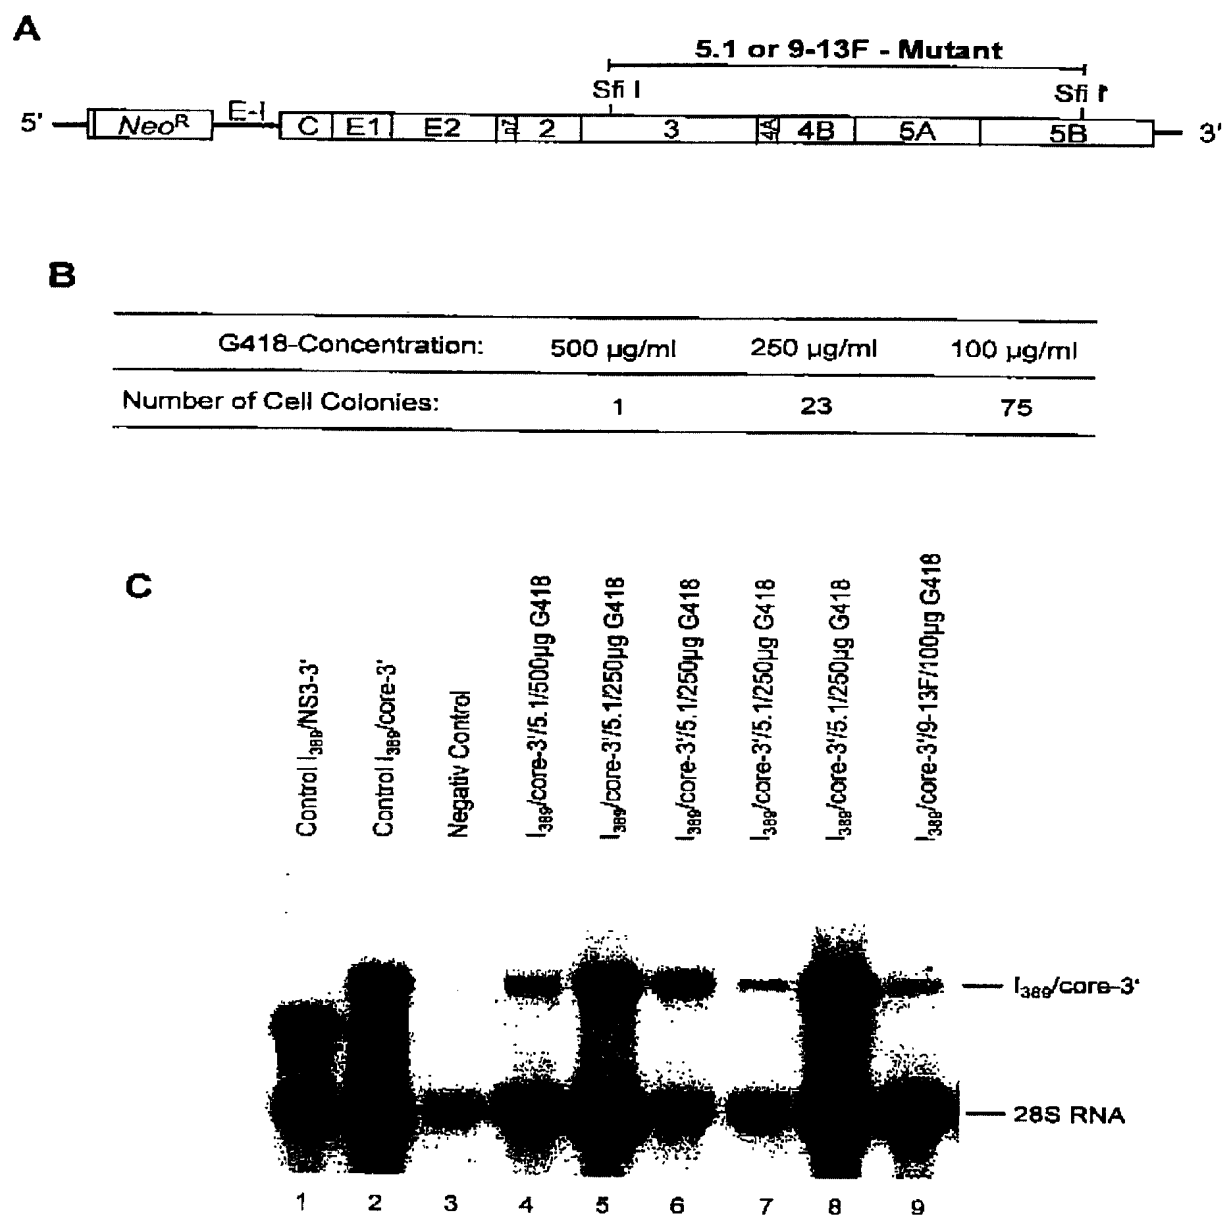 A
5.1 or 9-13F - Mutant
Sfi I Sfi I
5' Neo^R E-I C E1 E2 p7 2 3 4A 4B 5A 5B 3'
B
G418-Concentration: 500 µg/ml 250 µg/ml 100 µg/ml
Number of Cell Colonies: 1 23 75
C
Control I₃₈₉/NS3-3'
Control I₃₈₉/core-3'
Negativ Control
I₃₈₉/core-3'/5.1/500µg G418
I₃₈₉/core-3'/5.1/250µg G418
I₃₈₉/core-3'/5.1/250µg G418
I₃₈₉/core-3'/5.1/250µg G418
I₃₈₉/core-3'/5.1/250µg G418
I₃₈₉/core-3'/9-13F/100µg G418
I₃₈₉/core-3'
28S RNA
1 2 3 4 5 6 7 8 9